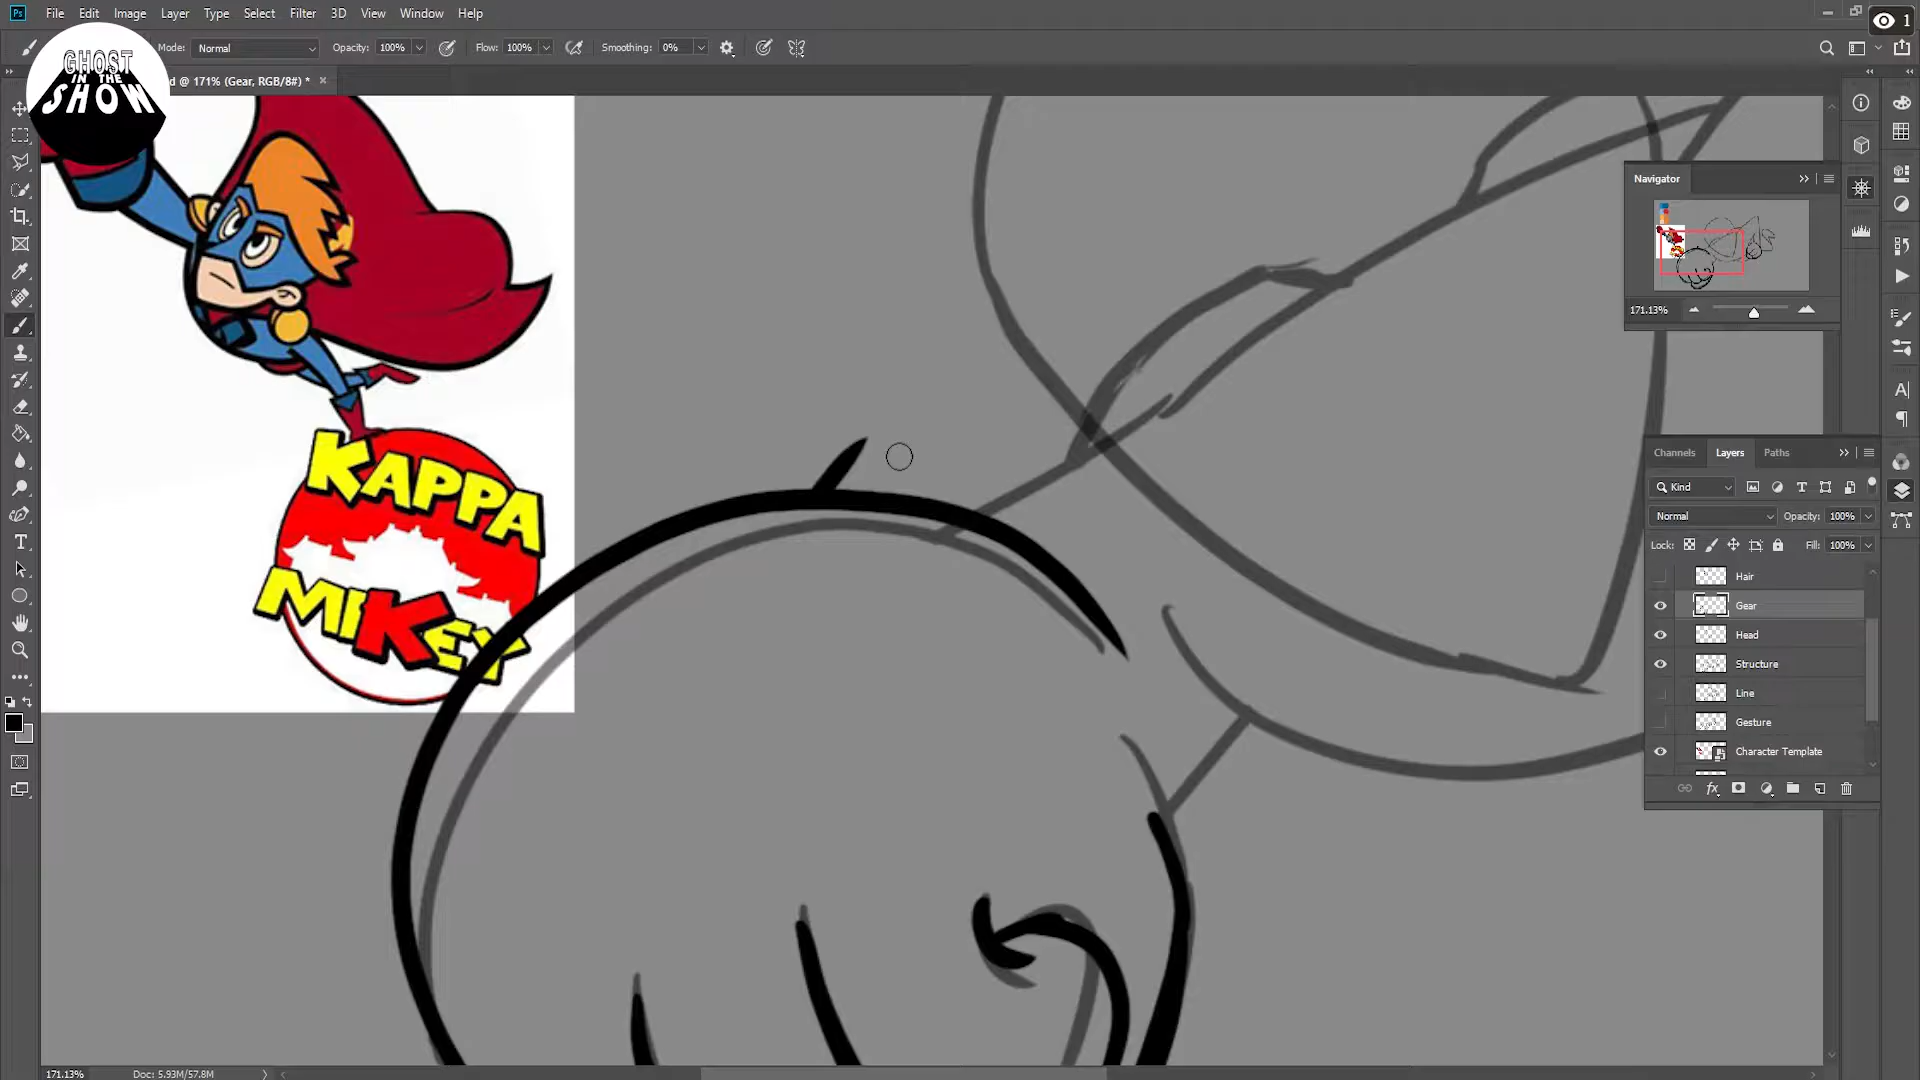 Ps File Edit Image Layer Type Select Filter 3D View Window Help
1
Mode: Normal Opacity: 100% Flow: 100% Smoothing: 0%
GHOST
IN THE
SHOW
d @ 171% (Gear, RGB/8#) *
Navigator
171.13%
KAPPA
MIKEY
Channels Layers Paths
Kind
Normal Opacity: 100%
Lock: Fill: 100%
Hair
Gear
Head
Structure
Line
Gesture
Character Template
171.13% Doc: 5.93M/57.8M